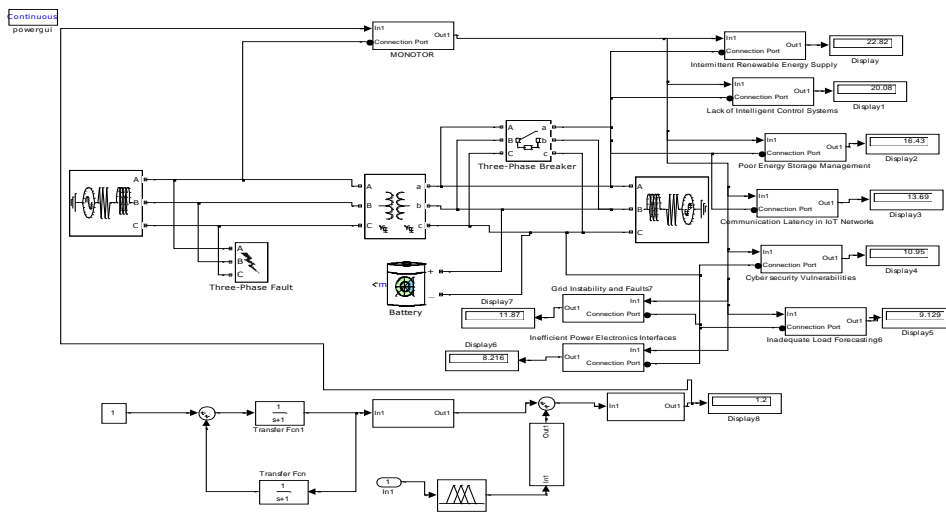 Continuous
powergui
In1
Out1
Connection Port
MONOTOR
In1
Out1
Connection Port
22.82
Intermittent Renewable Energy Supply
Display
In1
Out1
Connection Port
20.08
Lack of Intelligent Control Systems
Display1
In1
Out1
Connection Port
16.43
Poor Energy Storage Management
Display2
In1
Out1
Connection Port
13.69
Communication Latency in IoT Networks
Display3
In1
Out1
Connection Port
10.95
Cyber security Vulnerabilities
Display4
In1
Out1
Connection Port
9.129
Inadequate Load Forecasting6
Display5
A a
B b
C c
Three-Phase Breaker
A
B
C
A a
B b
C c
A
B
C
A
B
C
Three-Phase Fault
<m
+
_
Battery
Grid Instability and Faults7
Display7
11.87
Out1
In1
Connection Port
Inefficient Power Electronics Interfaces
Display6
8.216
Out1
In1
Connection Port
1
1
s+1
Transfer Fcn1
In1
Out1
In1
Out1
1.2
Display8
Transfer Fcn
1
s+1
1
In1
Out1
In1